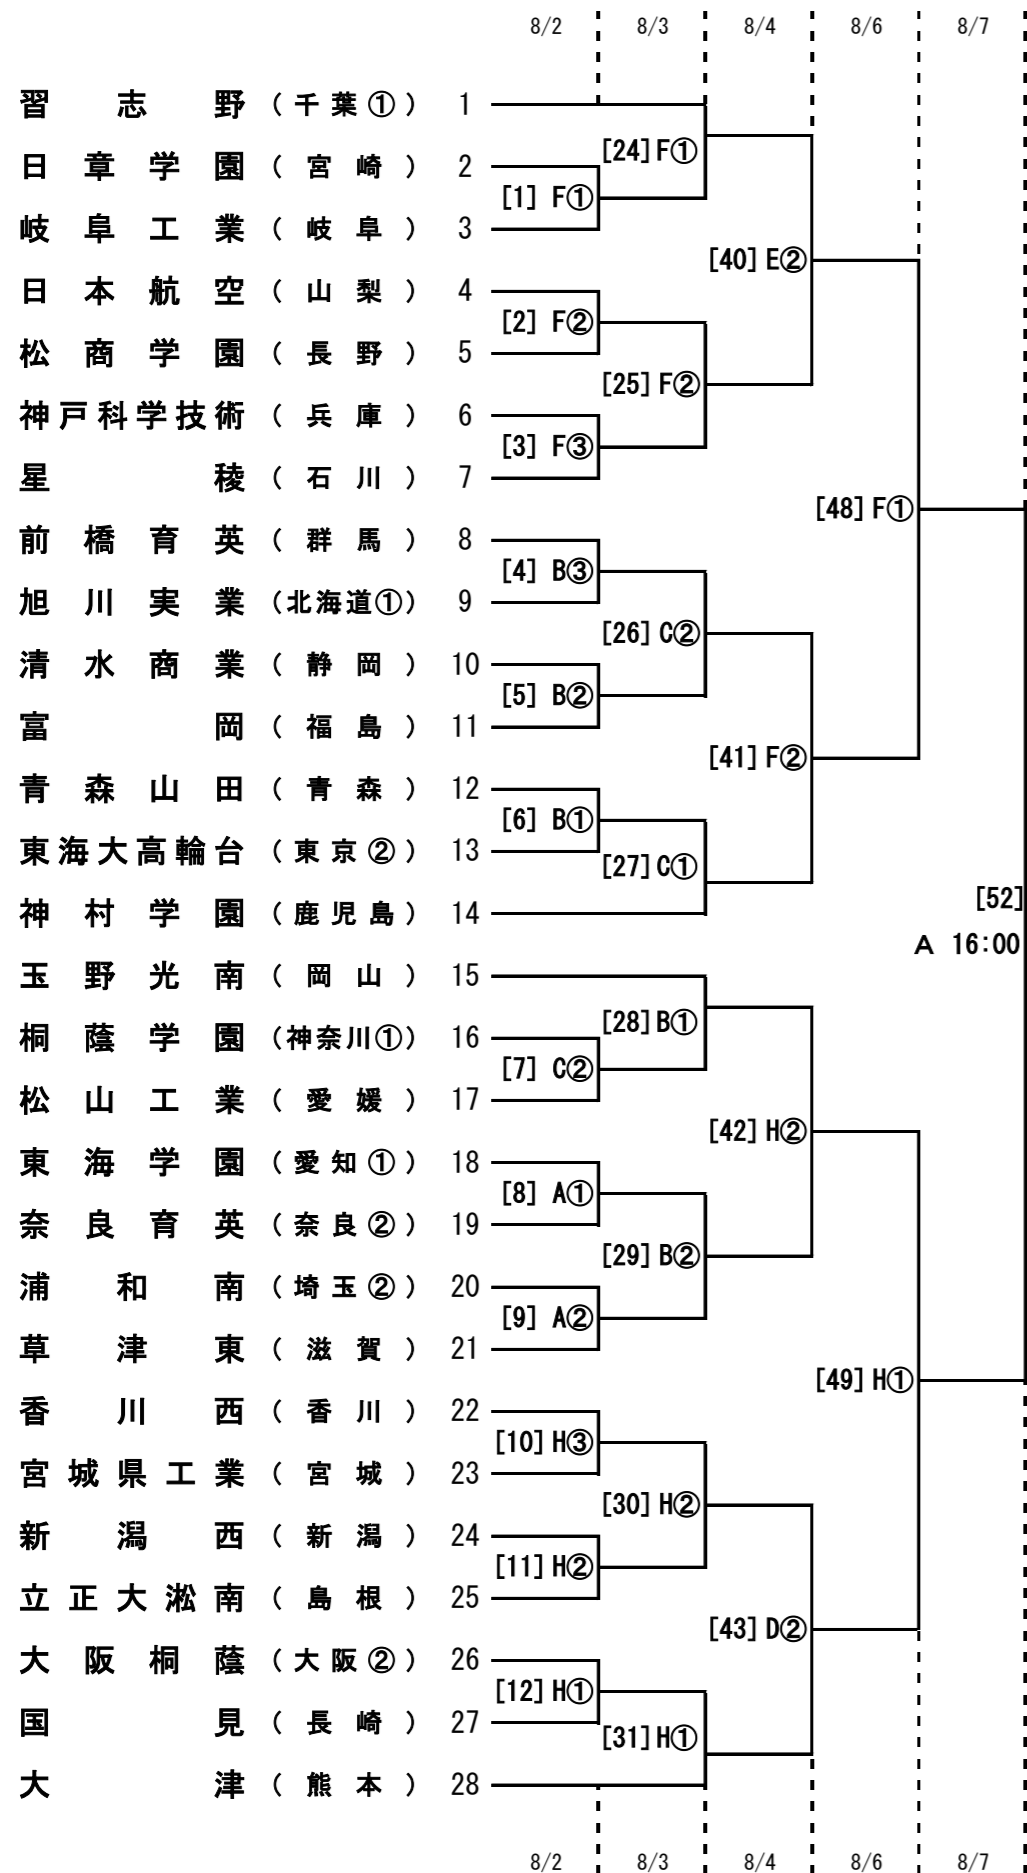 8/2 8/3 8/4 8/6 8/7
習志野 (千葉①) 1
[24] F①
日章学園 (宮崎) 2
[1] F①
岐阜工業 (岐阜) 3
[40] E②
日本航空 (山梨) 4
[2] F②
松商学園 (長野) 5
[25] F②
神戸科学技術 (兵庫) 6
[3] F③
星稜 (石川) 7
[48] F①
前橋育英 (群馬) 8
[4] B③
旭川実業 (北海道①) 9
[26] C②
清水商業 (静岡) 10
[5] B②
富岡 (福島) 11
[41] F②
青森山田 (青森) 12
[6] B①
東海大高輪台 (東京②) 13
[27] C①
[52]
神村学園 (鹿児島) 14
A 16:00
玉野光南 (岡山) 15
[28] B①
桐蔭学園 (神奈川①) 16
[7] C②
松山工業 (愛媛) 17
[42] H②
東海学園 (愛知①) 18
[8] A①
奈良育英 (奈良②) 19
[29] B②
浦和南 (埼玉②) 20
[9] A②
草津東 (滋賀) 21
[49] H①
香川西 (香川) 22
[10] H③
宮城県工業 (宮城) 23
[30] H②
新潟西 (新潟) 24
[11] H②
立正大淞南 (島根) 25
[43] D②
大阪桐蔭 (大阪②) 26
[12] H①
国見 (長崎) 27
[31] H①
大津 (熊本) 28
8/2 8/3 8/4 8/6 8/7